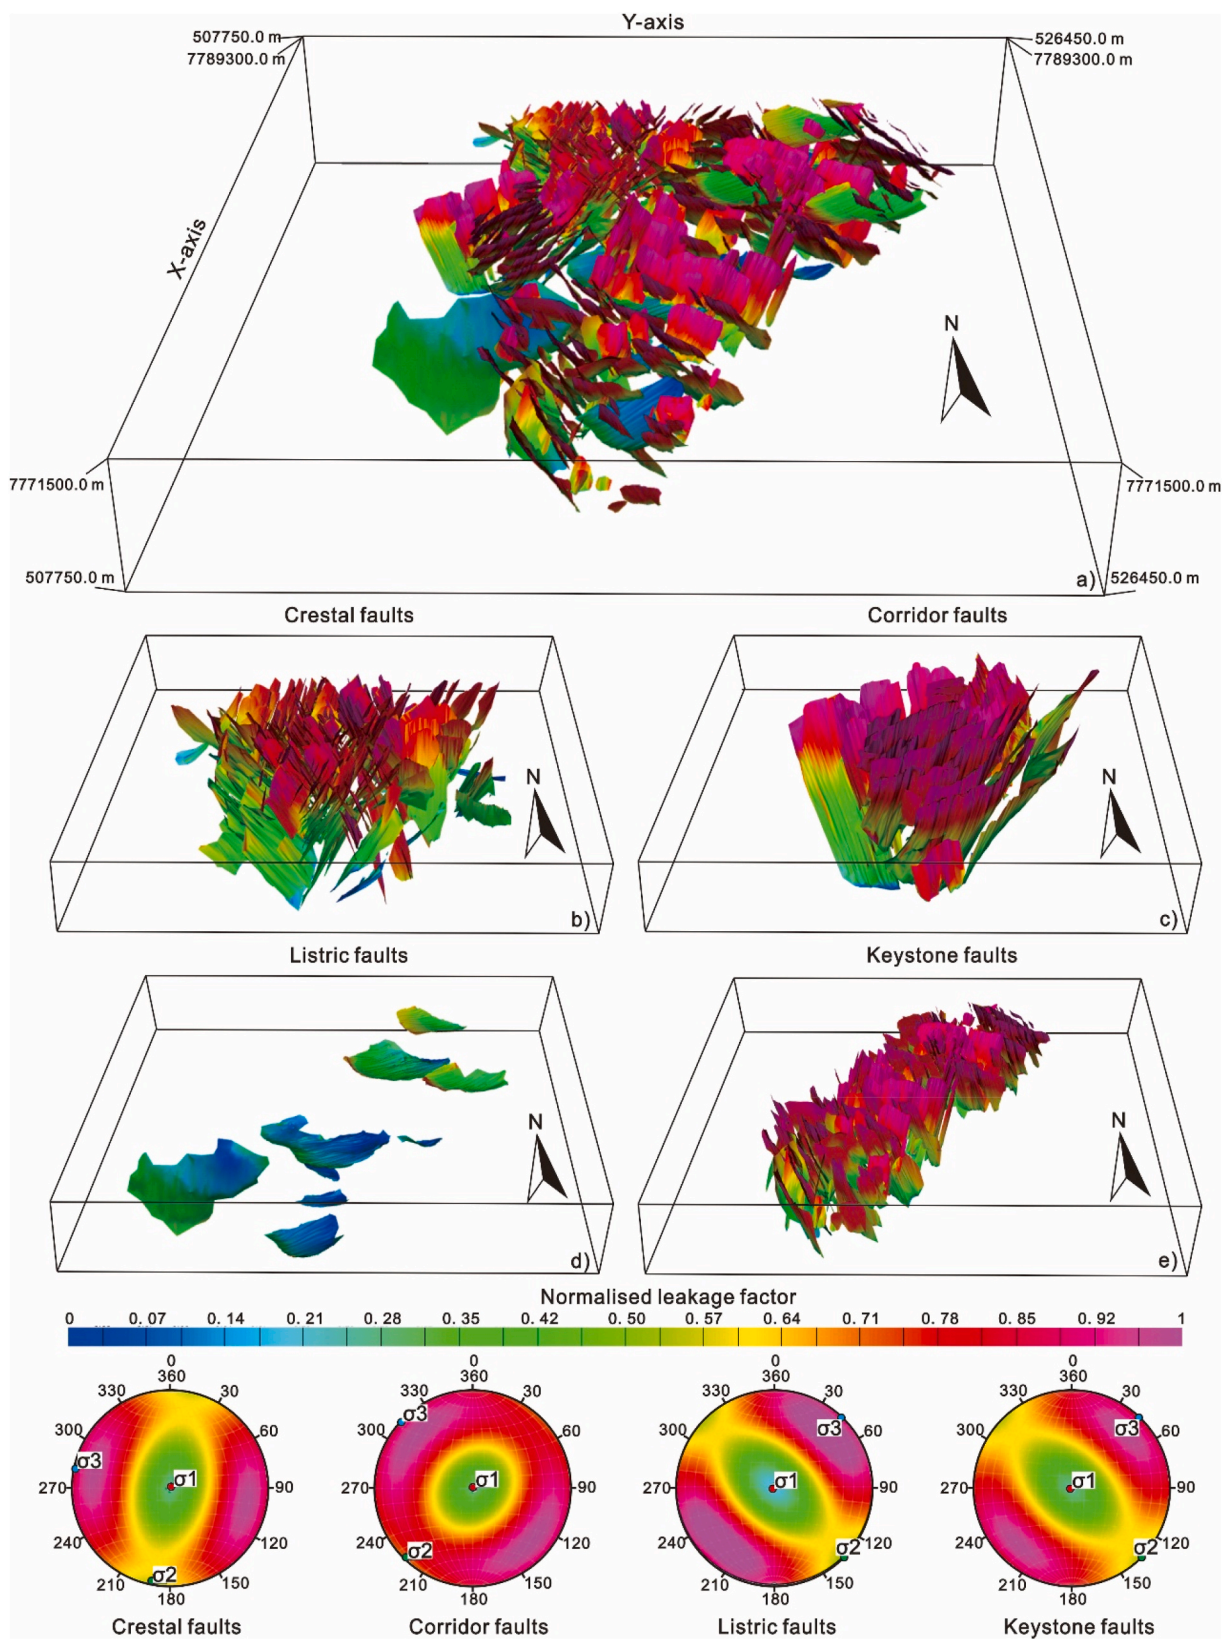 Y-axis
507750.0 m
526450.0 m
7789300.0 m
7789300.0 m
X-axis
N
7771500.0 m
7771500.0 m
507750.0 m
a)
526450.0 m
Crestal faults
Corridor faults
N
N
b)
c)
Listric faults
Keystone faults
N
N
d)
e)
Normalised leakage factor
0 0.07 0.14 0.21 0.28 0.35 0.42 0.50 0.57 0.64 0.71 0.78 0.85 0.92 1
0 0 0 0
360 360 360 360
330 30 330 30 330 30 330 30
300 60 300 60 300 60 300 60
σ3 σ3 σ3 σ3
270 σ1 90 270 σ1 90 270 σ1 90 270 σ1 90
240 120 240 120 240 120 240 120
σ2 σ2 σ2 σ2
210 150 210 150 210 150 210 150
180 180 180 180
Crestal faults Corridor faults Listric faults Keystone faults